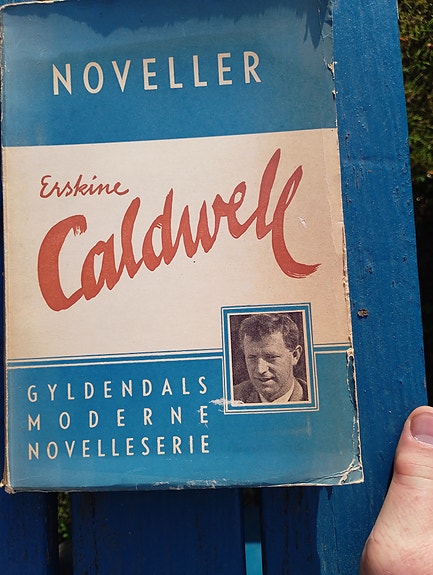 NOVELLER
Erskine
Caldwell
GYLDENDALS
MODERNE
NOVELLESERIE